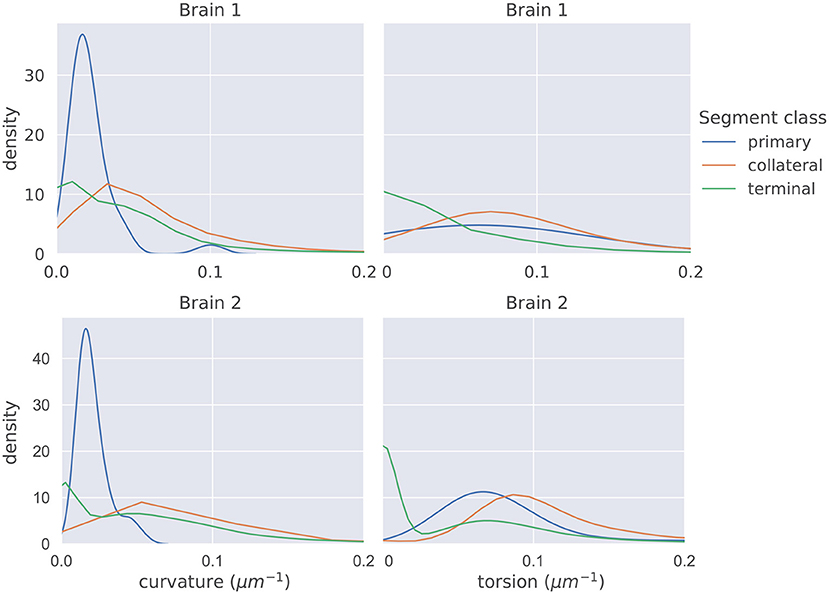 Brain 1
Brain 1
density
30
20
10
0
0.0
0.1
0.2
0
0.1
0.2
Segment class
primary
collateral
terminal
Brain 2
Brain 2
density
40
30
20
10
0
0.0
0.1
0.2
0
0.1
0.2
curvature (μm⁻¹)
torsion (μm⁻¹)